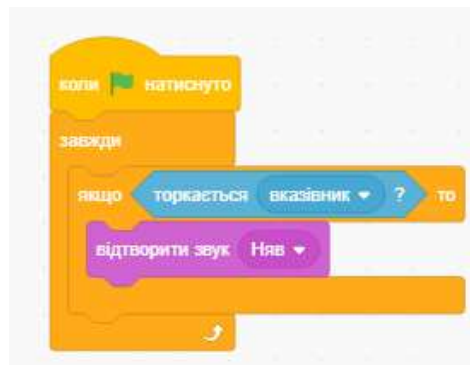 коли натиснуто
завжди
якщо торкається вказівник ? то
відтворити звук Няв